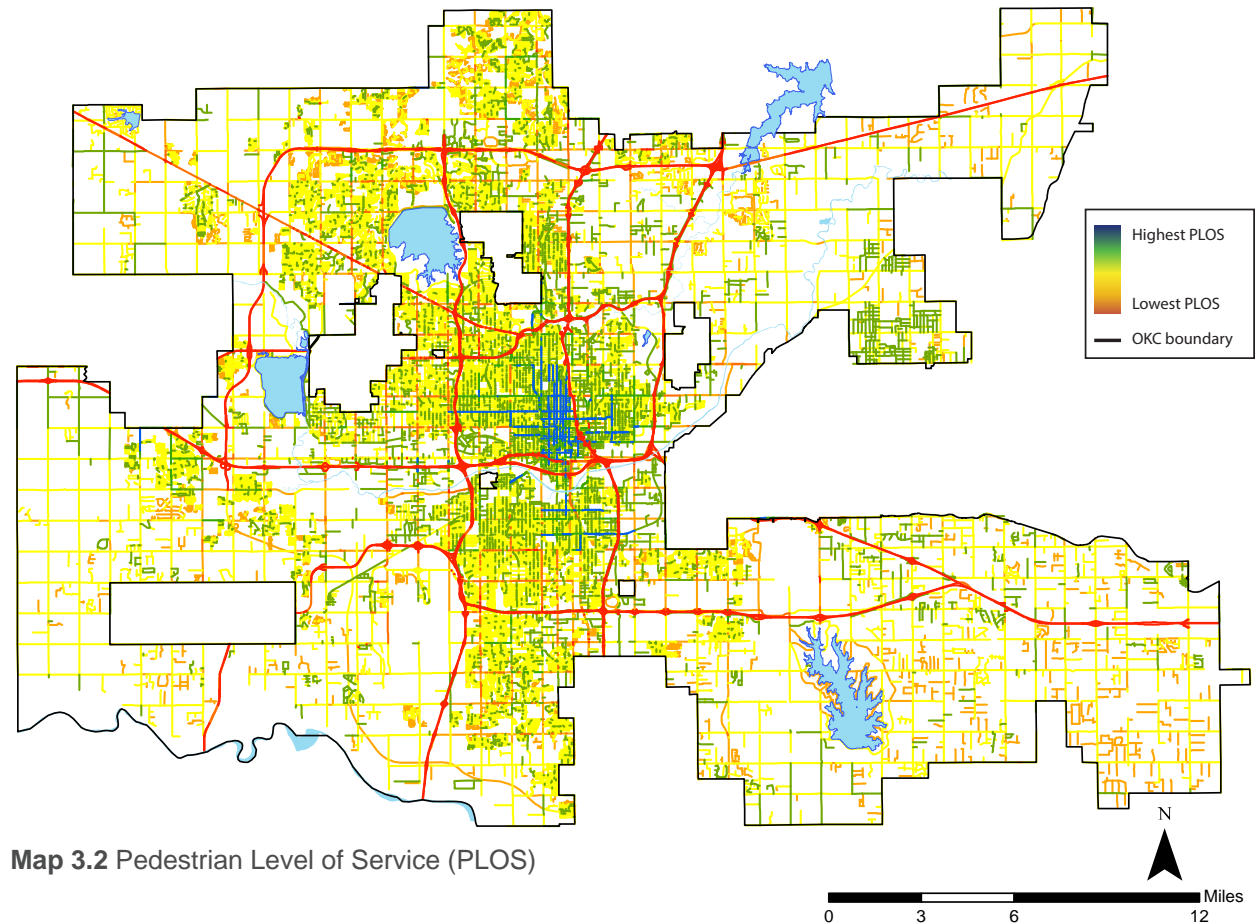 Highest PLOS
Lowest PLOS
OKC boundary
Map 3.2 Pedestrian Level of Service (PLOS)
N
Miles
0 3 6 12